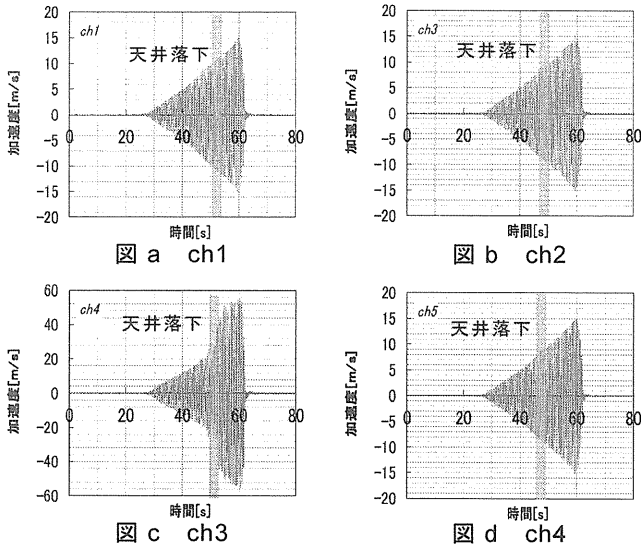 ch1
天井落下
加速度[m/s]
20
15
10
5
0
-5
-10
-15
-20
0 20 40 60 80
時間[s]
図 a ch1
ch3
天井落下
加速度[m/s]
20
15
10
5
0
-5
-10
-15
-20
0 20 40 60 80
時間[s]
図 b ch2
ch4
天井落下
加速度[m/s]
60
40
20
0
-20
-40
-60
0 20 40 60 80
時間[s]
図 c ch3
ch5
天井落下
加速度[m/s]
20
15
10
5
0
-5
-10
-15
-20
0 20 40 60 80
時間[s]
図 d ch4